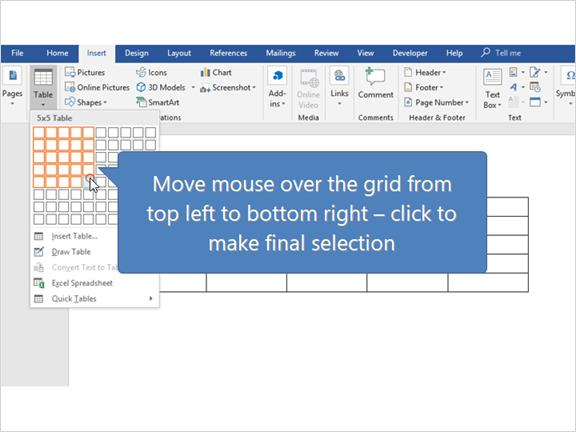 File Home Insert Design Layout References Mailings Review View Developer Help Tell me
Pages
Table
Pictures
Online Pictures
Shapes
Icons
3D Models
SmartArt
Chart
Screenshot
Add-
ins
Online
Video
Media
Links
Comment
Comments
Header
Footer
Page Number
Header & Footer
Text
Box
Text
Equation
Symbol
5x5 Table
Insert Table...
Draw Table
Excel Spreadsheet
Quick Tables
Move mouse over the grid from
top left to bottom right – click to
make final selection